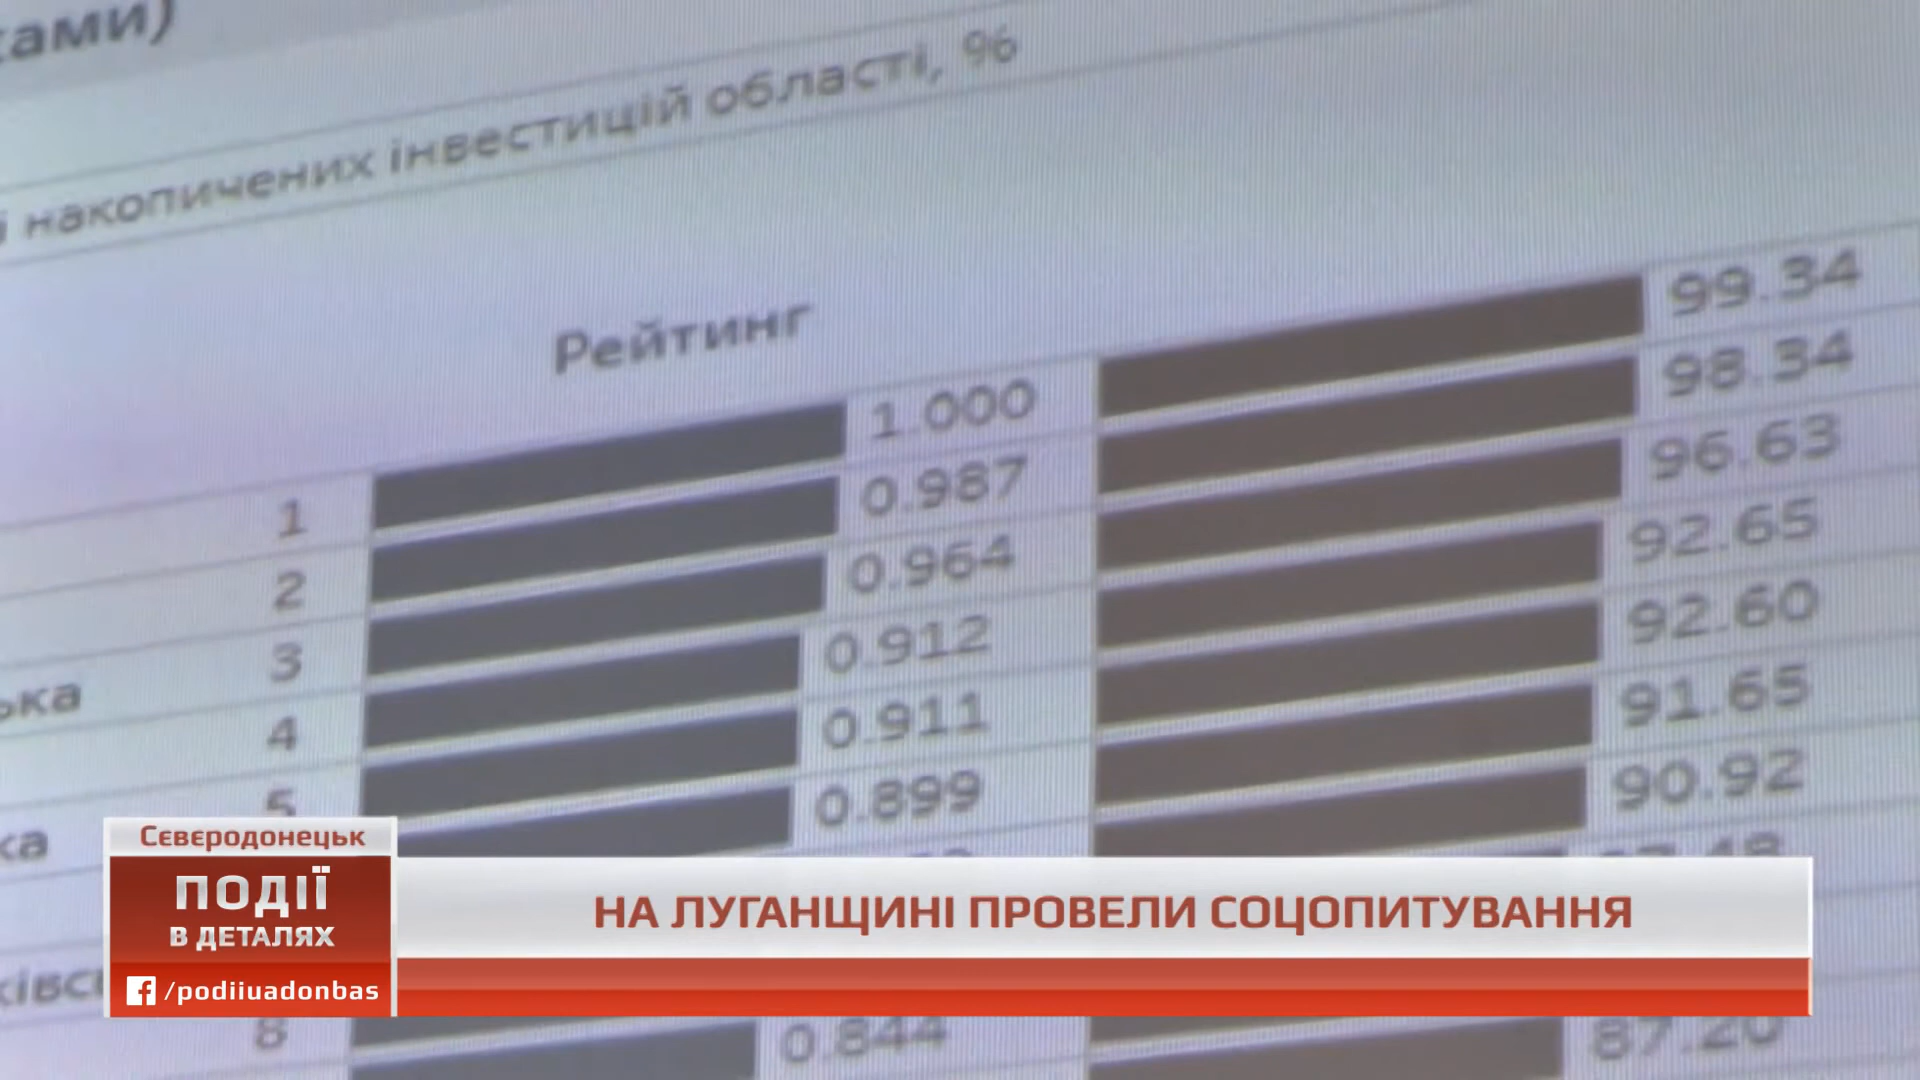 ками)
і накопичених інвестицій області, %
Рейтинг
99.34
1.000
98.34
1
0.987
96.63
2
0.964
92.65
3
0.912
92.60
ька
4
0.911
91.65
5
0.899
90.92
ка
Сєвєродонецьк
ПОДІЇ
В ДЕТАЛЯХ
/podiiuadonbas
НА ЛУГАНЩИНІ ПРОВЕЛИ СОЦОПИТУВАННЯ
ківс
8
0.844
87.20